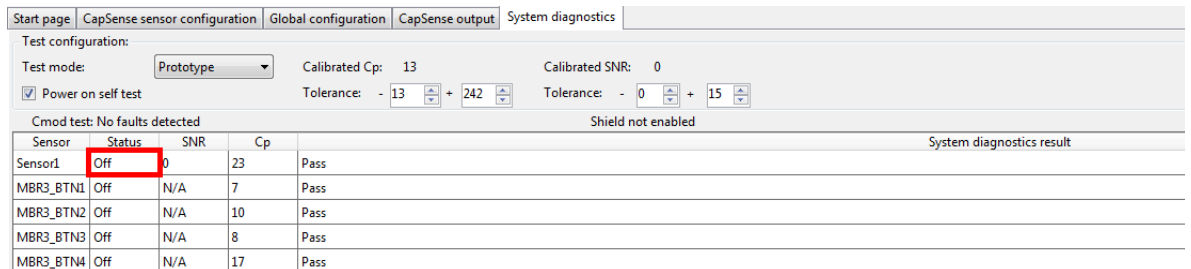 Start page CapSense sensor configuration Global configuration CapSense output System diagnostics
Test configuration:
Test mode: Prototype Calibrated Cp: 13 Calibrated SNR: 0
Power on self test Tolerance: - 13 + 242 Tolerance: - 0 + 15
Cmod test: No faults detected Shield not enabled
Sensor Status SNR Cp System diagnostics result
Sensor1 Off 0 23 Pass
MBR3_BTN1 Off N/A 7 Pass
MBR3_BTN2 Off N/A 10 Pass
MBR3_BTN3 Off N/A 8 Pass
MBR3_BTN4 Off N/A 17 Pass